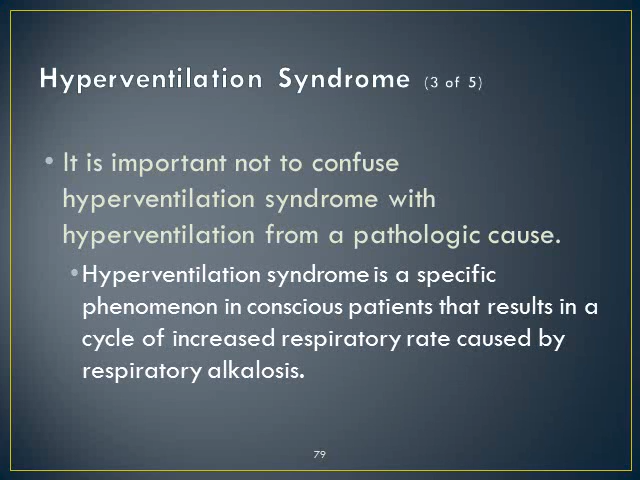 Hyperventilation Syndrome (3 of 5)
• It is important not to confuse
hyperventilation syndrome with
hyperventilation from a pathologic cause.
• Hyperventilation syndrome is a specific
phenomenon in conscious patients that results in a
cycle of increased respiratory rate caused by
respiratory alkalosis.
79